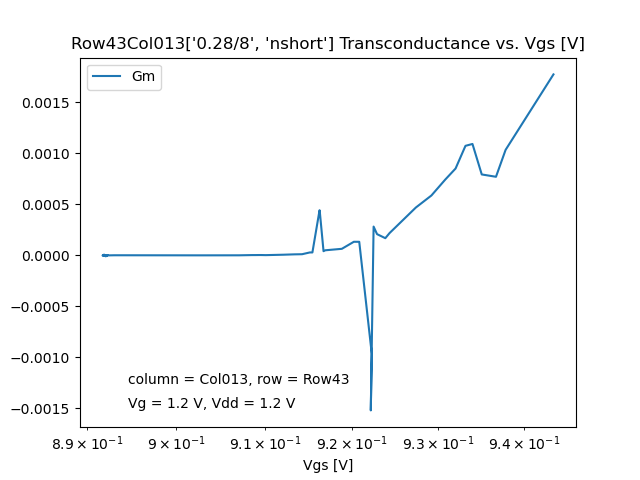 Row43Col013['0.28/8', 'nshort'] Transconductance vs. Vgs [V]
Gm
0.0015
0.0010
0.0005
0.0000
−0.0005
−0.0010
−0.0015
column = Col013, row = Row43
Vg = 1.2 V, Vdd = 1.2 V
8.9 × 10⁻¹ 9 × 10⁻¹ 9.1 × 10⁻¹ 9.2 × 10⁻¹ 9.3 × 10⁻¹ 9.4 × 10⁻¹
Vgs [V]